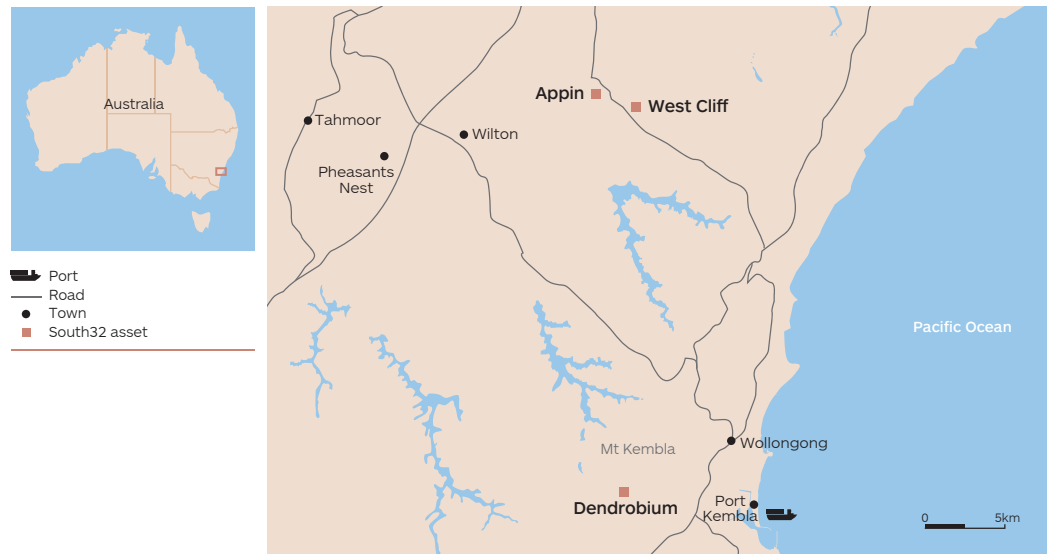 Australia
Port
Road
Town
South32 asset
Appin
West Cliff
Tahmoor
Wilton
Pheasants
Nest
Pacific Ocean
Wollongong
Mt Kembla
Dendrobium
Port
Kembla
0 5km